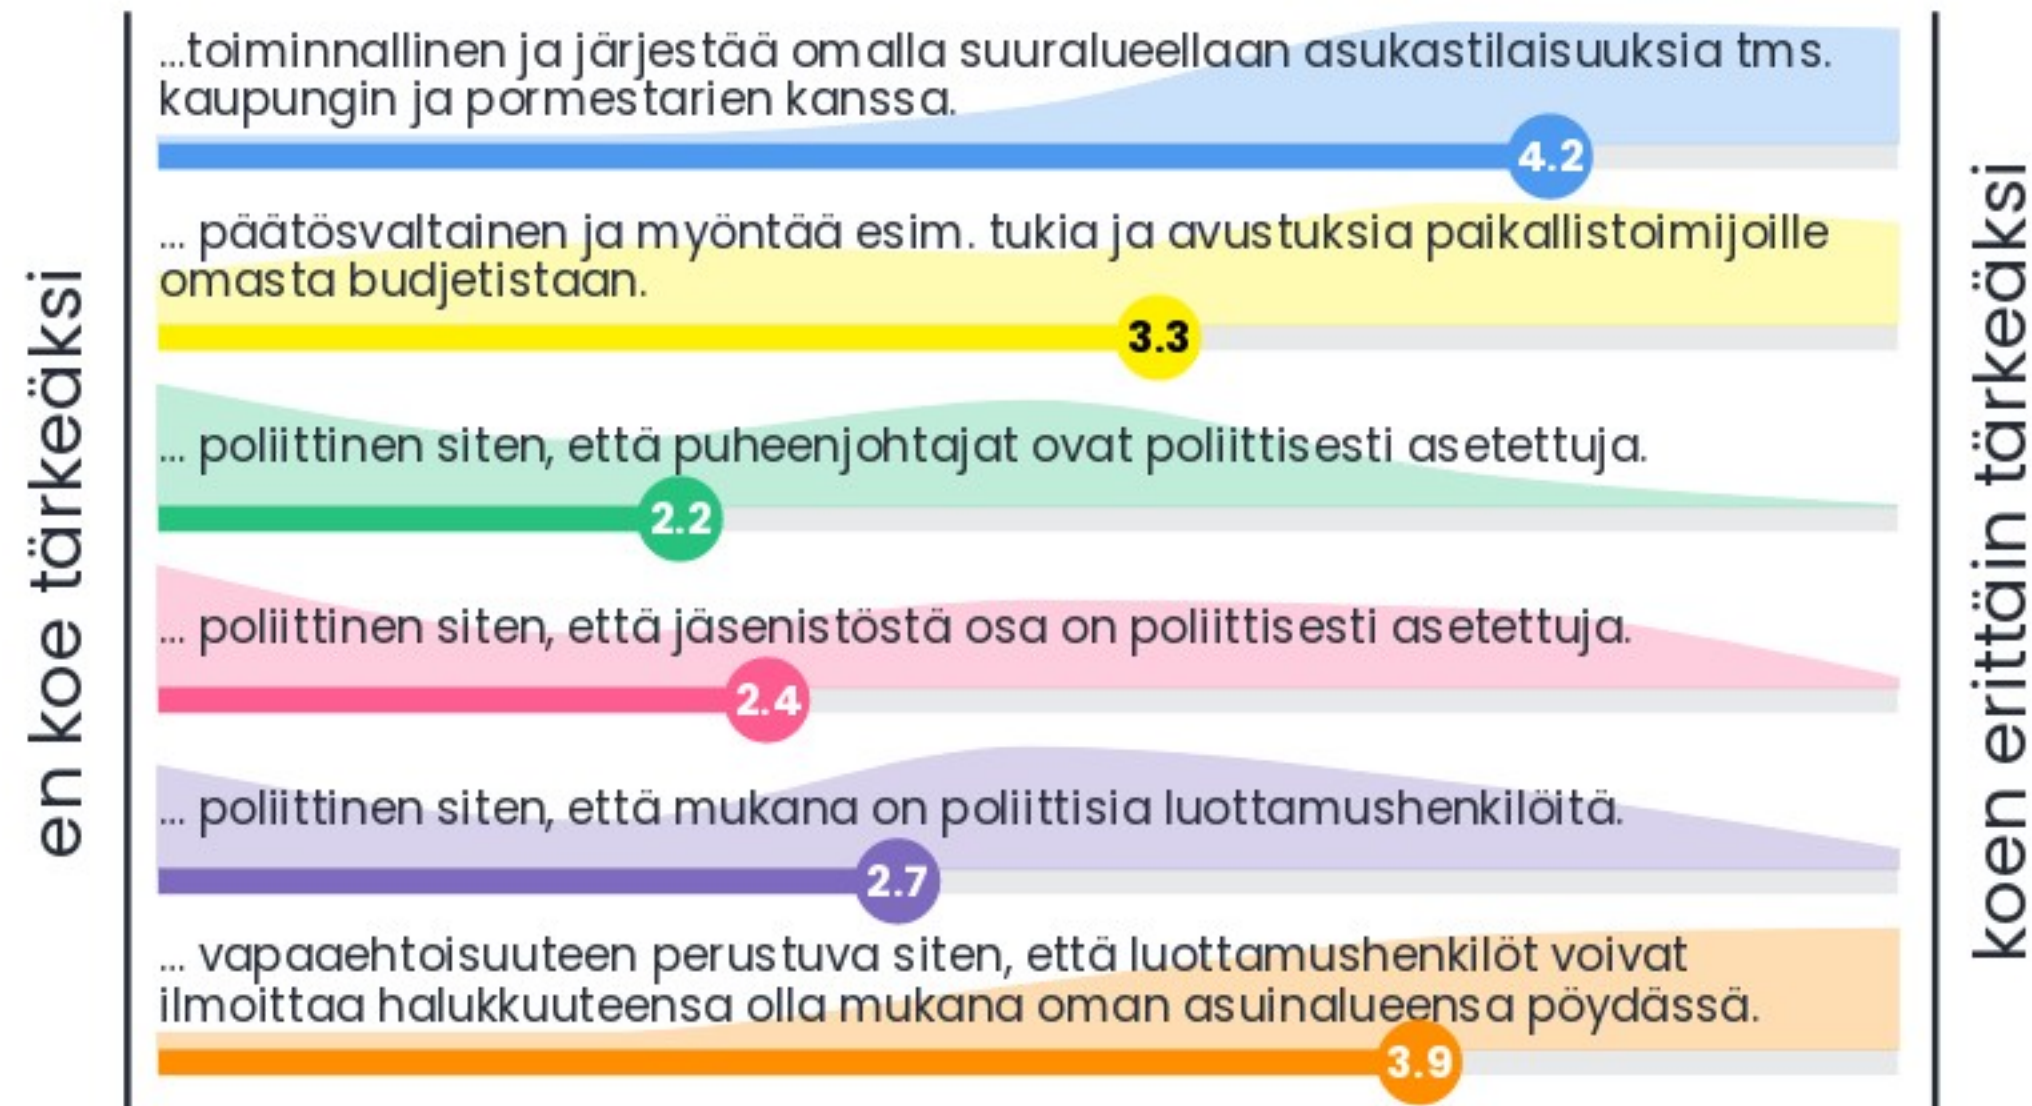 en koe tärkeäksi
...toiminnallinen ja järjestää omalla suuralueellaan asukastilaisuuksia tms.
kaupungin ja pormestarien kanssa.
4.2
... päätösvaltainen ja myöntää esim. tukia ja avustuksia paikallistoimijoille
omasta budjetistaan.
3.3
... poliittinen siten, että puheenjohtajat ovat poliittisesti asetettuja.
2.2
... poliittinen siten, että jäsenistöstä osa on poliittisesti asetettuja.
2.4
... poliittinen siten, että mukana on poliittisia luottamushenkilöitä.
2.7
... vapaaehtoisuuteen perustuva siten, että luottamushenkilöt voivat
ilmoittaa halukkuuteensa olla mukana oman asuinalueensa pöydässä.
3.9
koen erittäin tärkeäksi